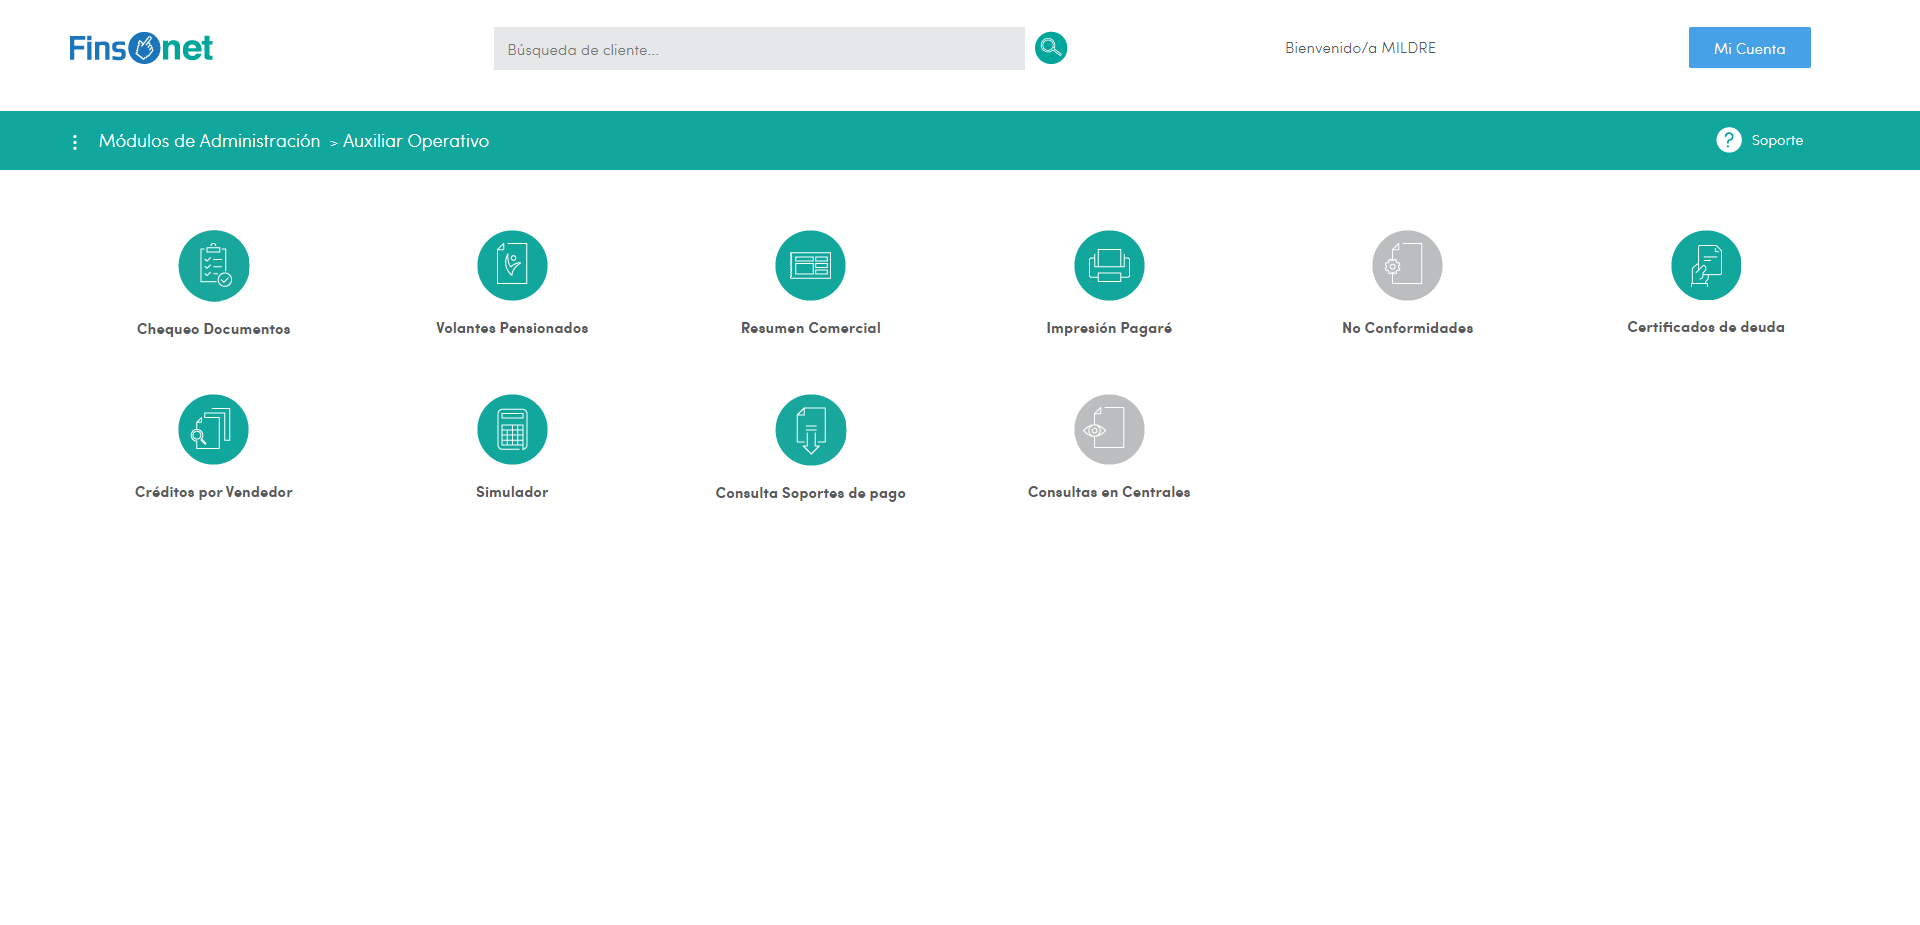 Finsonet
Búsqueda de cliente...
Bienvenido/a MILDRE
Mi Cuenta
Módulos de Administración > Auxiliar Operativo
? Soporte
Chequeo Documentos
Volantes Pensionados
Resumen Comercial
Impresión Pagaré
No Conformidades
Certificados de deuda
Créditos por Vendedor
Simulador
Consulta Soportes de pago
Consultas en Centrales